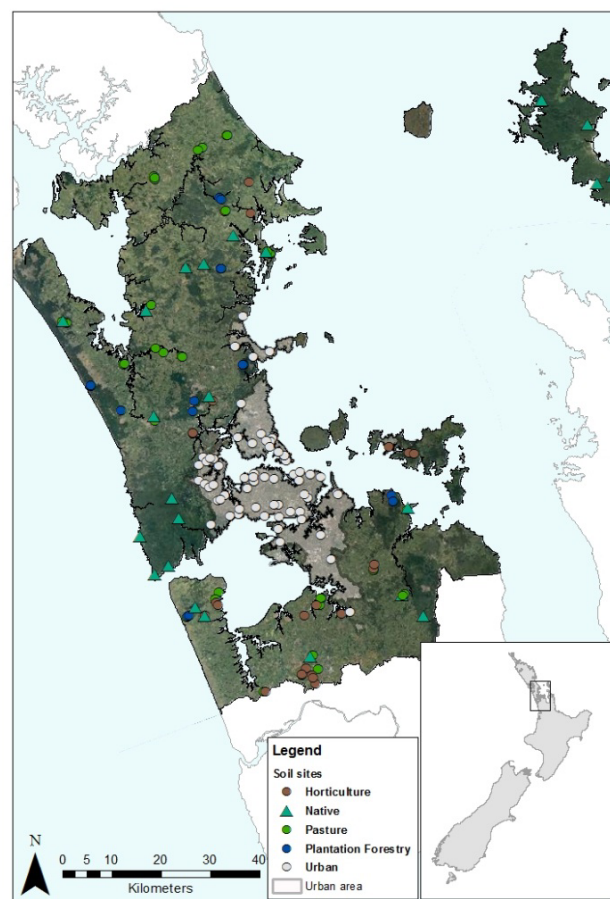 Legend
Soil sites
Horticulture
Native
Pasture
Plantation Forestry
Urban
Urban area
N
0 5 10 20 30 40
Kilometers